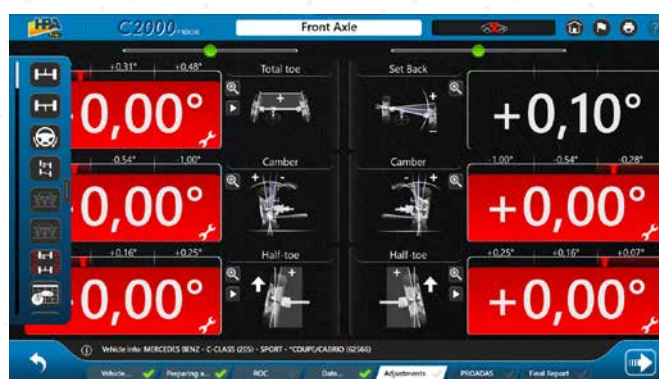 HPA C2000 Front Axle
+0,31° +0,48° Total toe Set Back
0,00° +0,10°
-0,54° -1,00° Camber Camber -1,00° -0,54° -0,28°
0,00° +0,00°
+0,16° +0,25° Half-toe Half-toe +0,25° +0,16° +0,07°
0,00° +0,00°
Vehicle info: MERCEDES BENZ - C-CLASS (205) - SPORT - *COUPE/CABRIO (62566)
Vehicle... Preparing a... ROC Data... Adjustments PROADAS Final Report